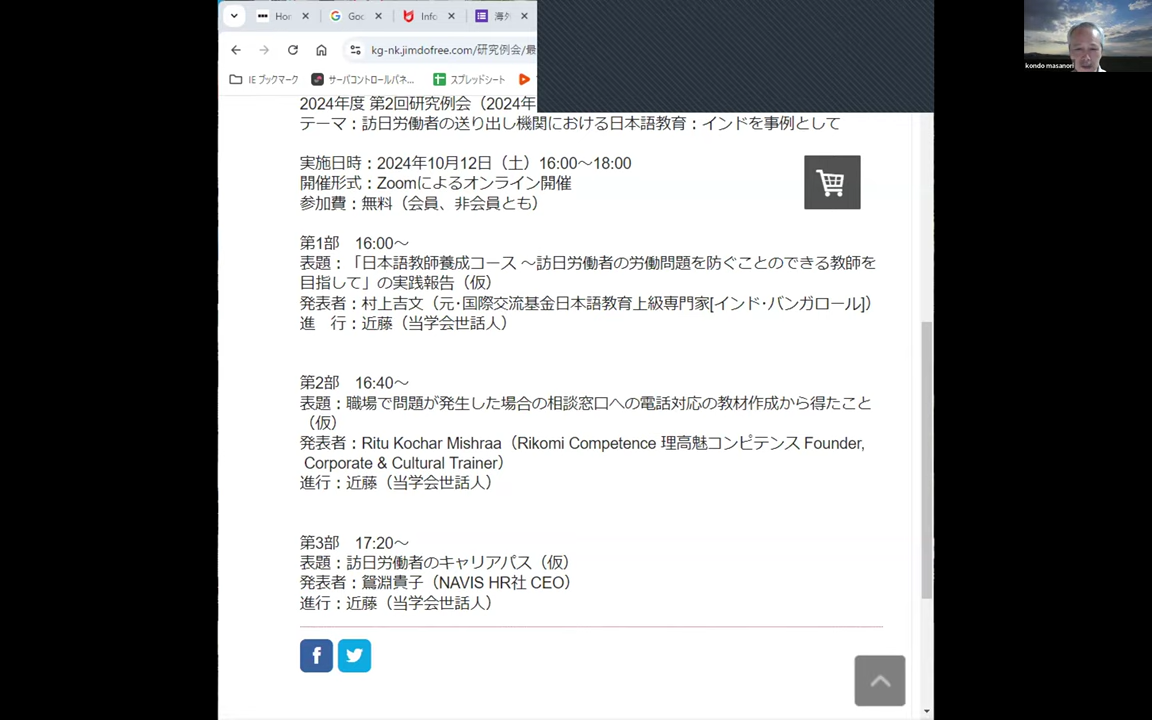 Hor
Goo
Info
海外
kg-nk.jimdofree.com/研究例会/最
IE ブックマーク
サーバコントロールパネ...
スプレッドシート
kondo masanori
2024年度 第2回研究例会（2024年
テーマ：訪日労働者の送り出し機関における日本語教育：インドを事例として
実施日時：2024年10月12日（土）16:00～18:00
開催形式：Zoomによるオンライン開催
参加費：無料（会員、非会員とも）
第1部　16:00～
表題：「日本語教師養成コース ～訪日労働者の労働問題を防ぐことのできる教師を
目指して」の実践報告（仮）
発表者：村上吉文（元･国際交流基金日本語教育上級専門家[インド･バンガロール]）
進　行：近藤（当学会世話人）
第2部　16:40～
表題：職場で問題が発生した場合の相談窓口への電話対応の教材作成から得たこと
（仮）
発表者：Ritu Kochar Mishraa（Rikomi Competence 理高魅コンピテンス Founder,
Corporate & Cultural Trainer）
進行：近藤（当学会世話人）
第3部　17:20～
表題：訪日労働者のキャリアパス（仮）
発表者：鴛淵貴子（NAVIS HR社 CEO）
進行：近藤（当学会世話人）